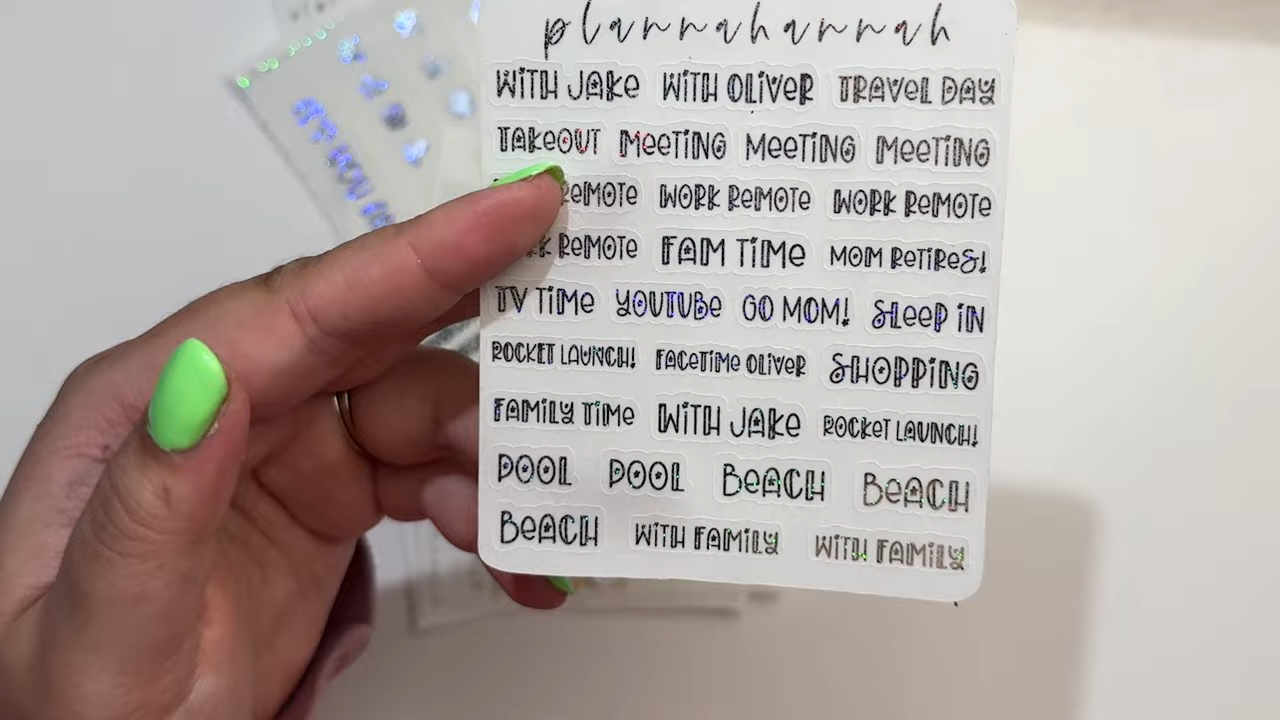 plannahannah
WITH JAKE WITH OLIVER TRAVEL DAY
TAKEOUT MEETING MEETING MEETING
REMOTE WORK REMOTE WORK REMOTE
REMOTE FAM TIME MOM RETIRES!
TV TIME YOUTUBE GO MOM! SLEEP IN
ROCKET LAUNCH! FACETIME OLIVER SHOPPING
FAMILY TIME WITH JAKE ROCKET LAUNCH!
POOL POOL BEACH BEACH
BEACH WITH FAMILY WITH FAMILY